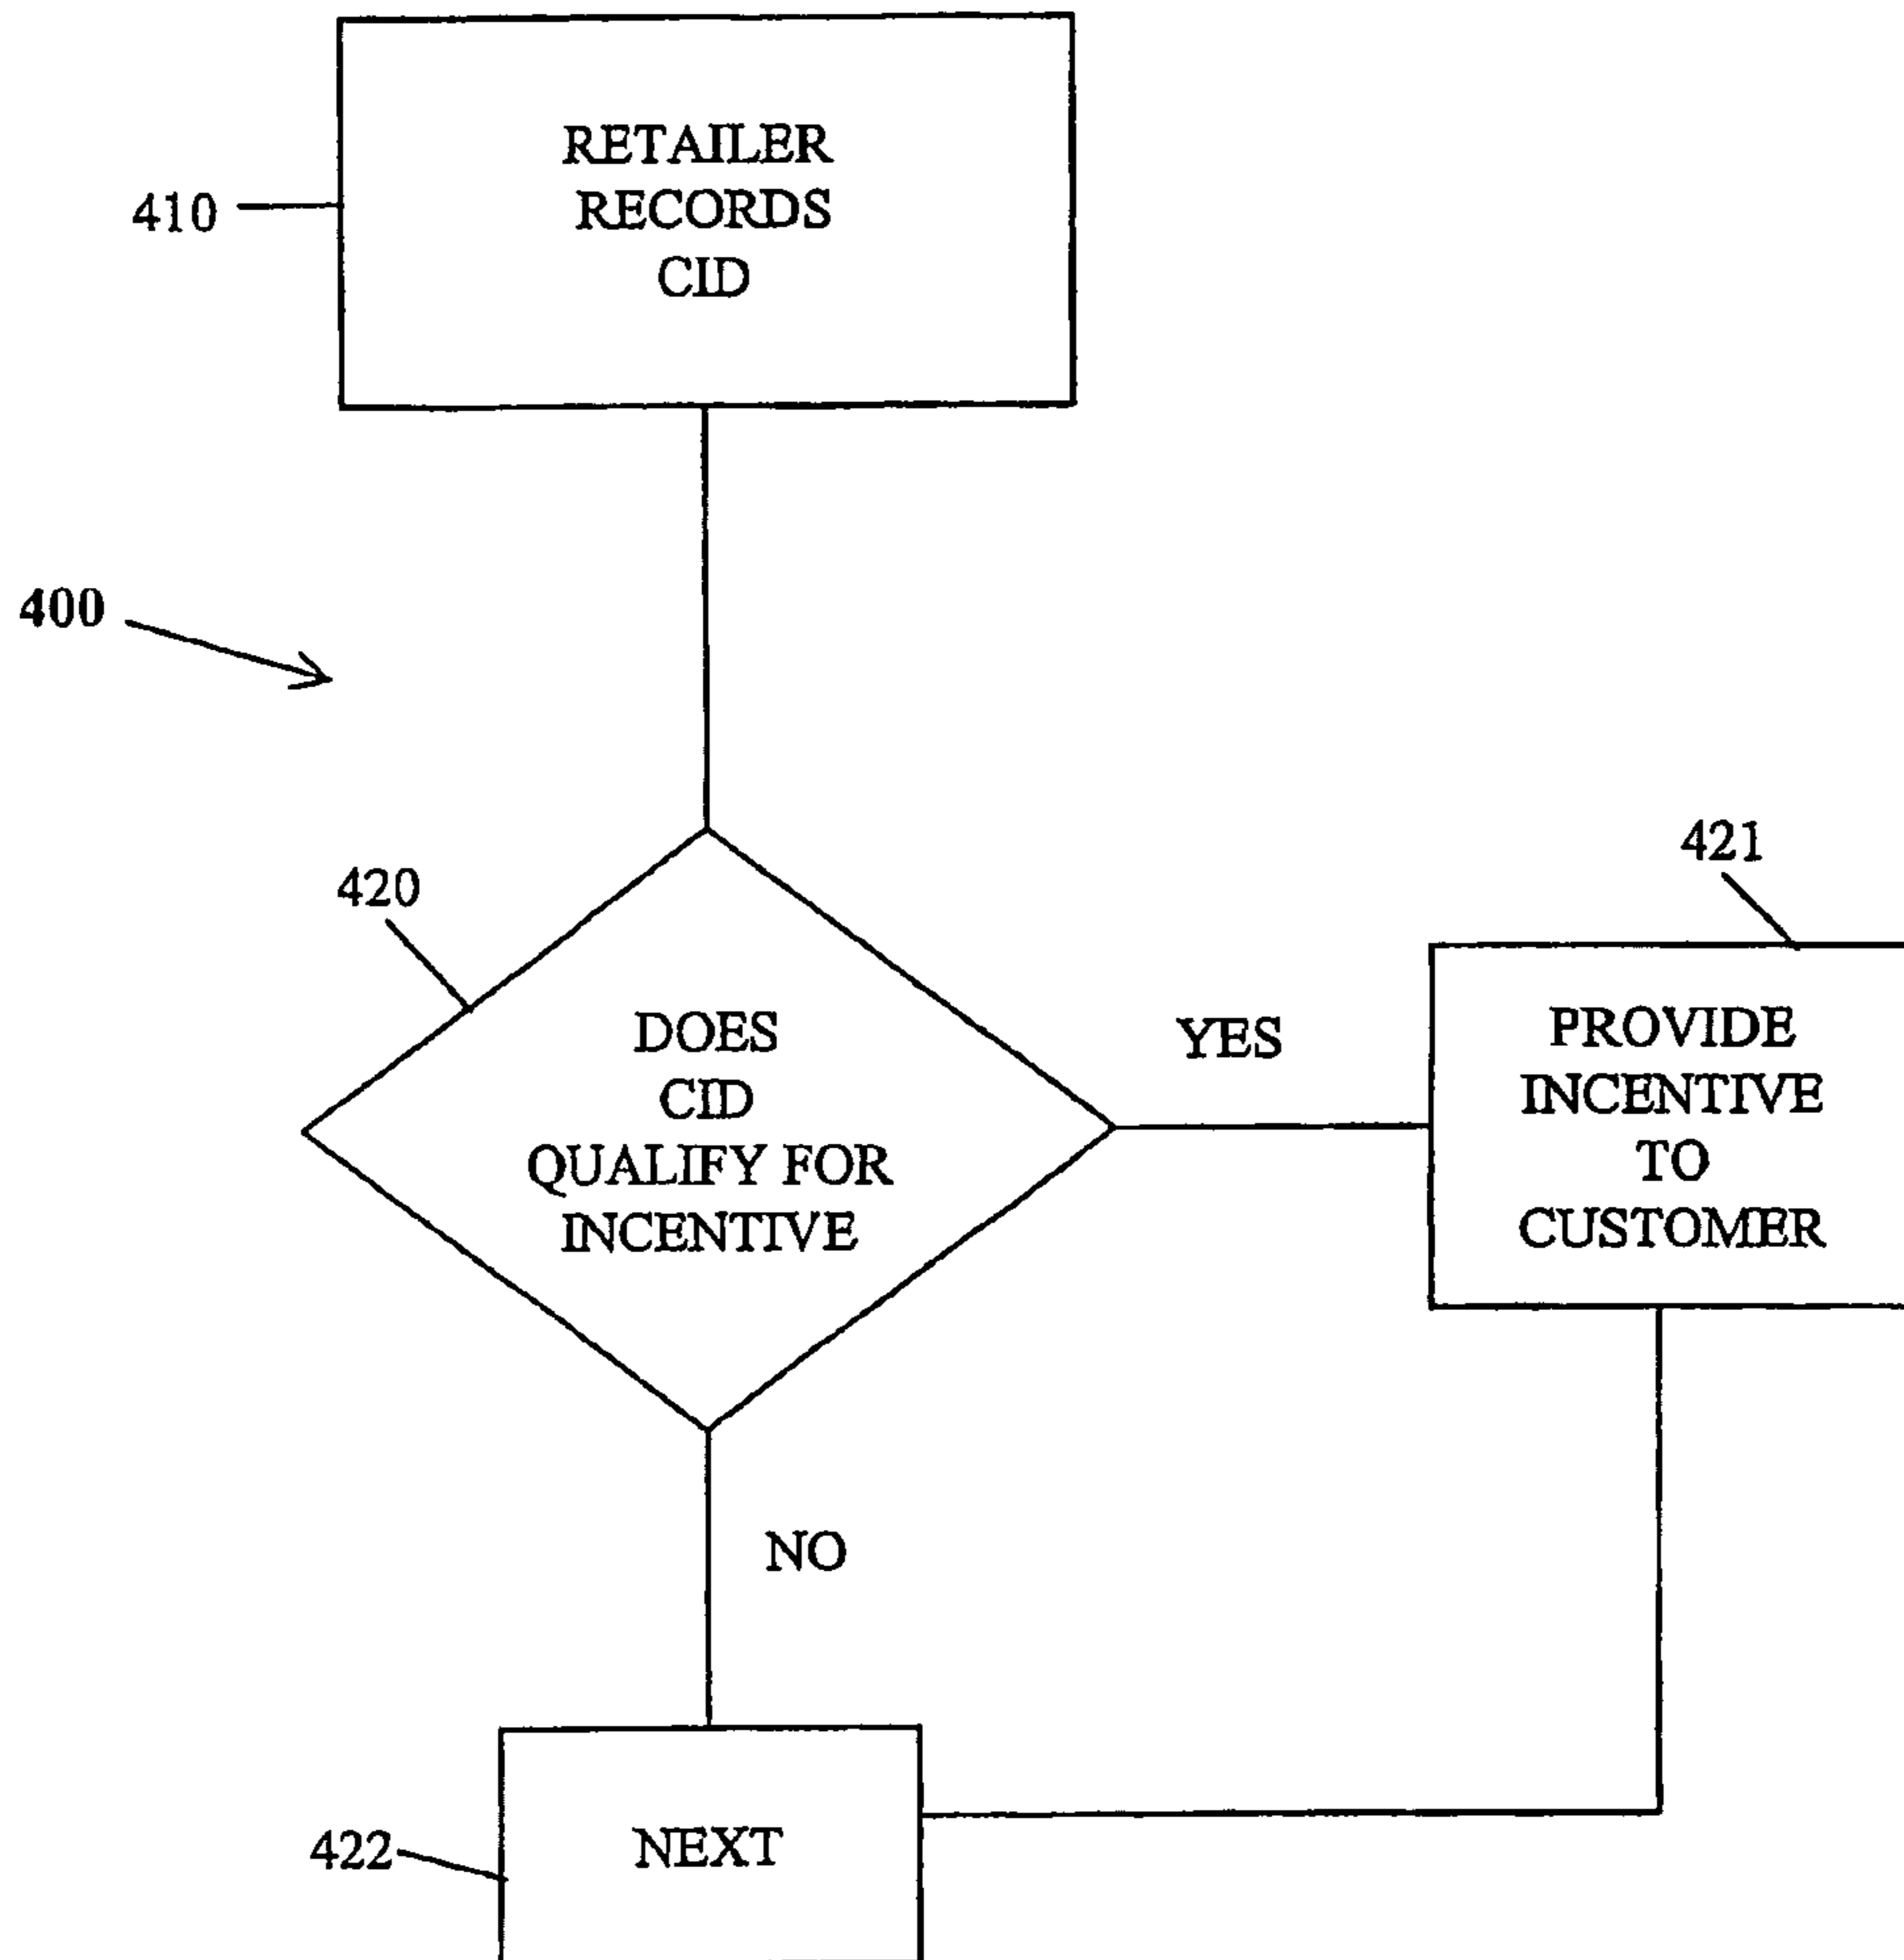 RETAILER
RECORDS
CID
410
400
420
DOES
CID
QUALIFY FOR
INCENTIVE
YES
421
PROVIDE
INCENTIVE
TO
CUSTOMER
NO
422
NEXT